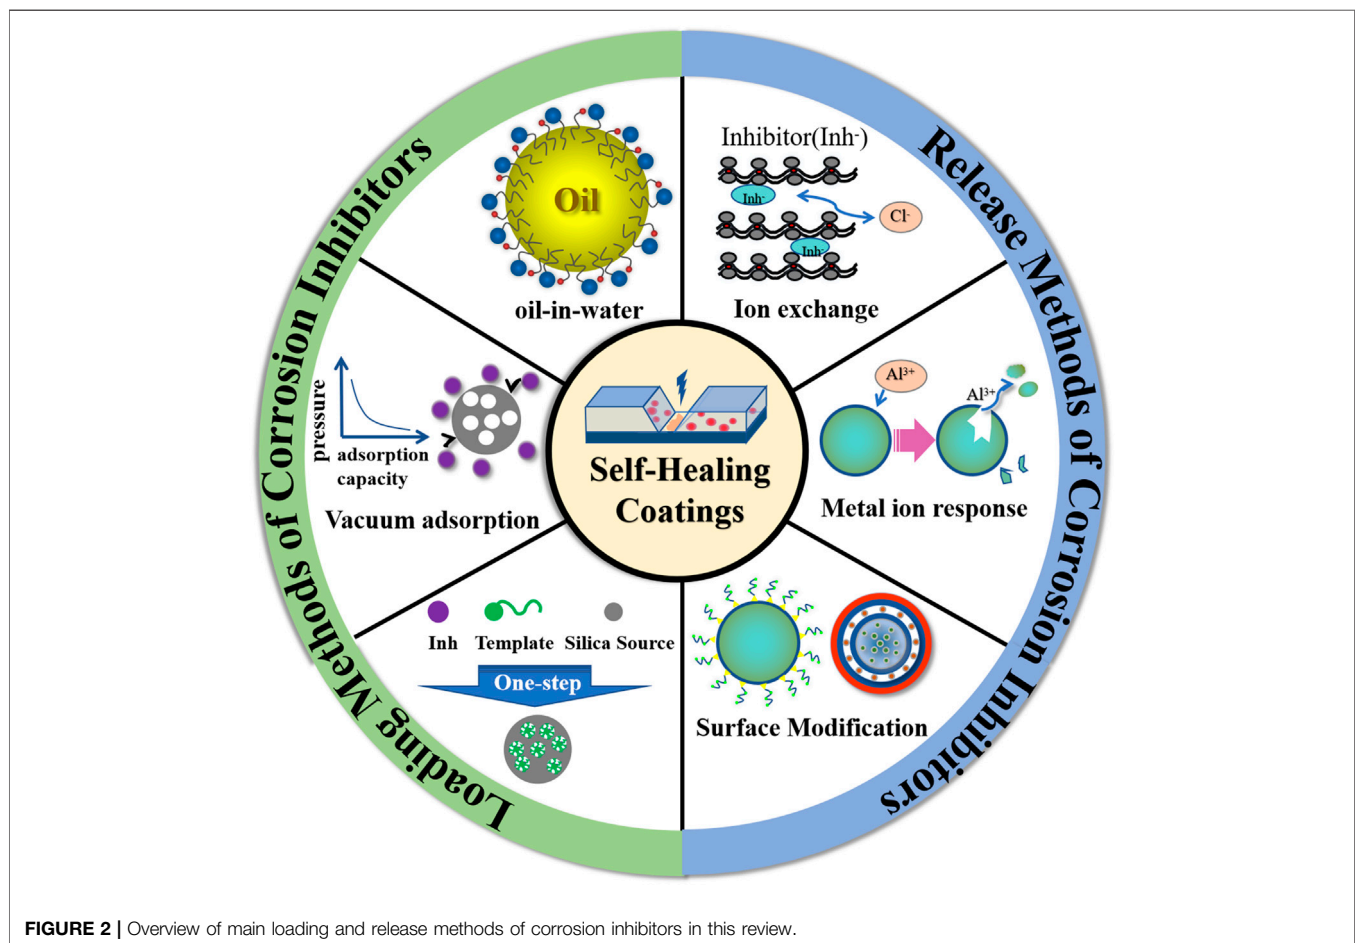 Loading Methods of Corrosion Inhibitors
Release Methods of Corrosion Inhibitors
Oil
oil-in-water
Inhibitor(Inh⁻)
Inh⁻
Cl⁻
Inh⁻
Ion exchange
pressure
adsorption
capacity
Vacuum adsorption
Self-Healing
Coatings
Al³⁺
Al³⁺
Metal ion response
Inh
Template
Silica Source
One-step
Surface Modification
FIGURE 2 | Overview of main loading and release methods of corrosion inhibitors in this review.